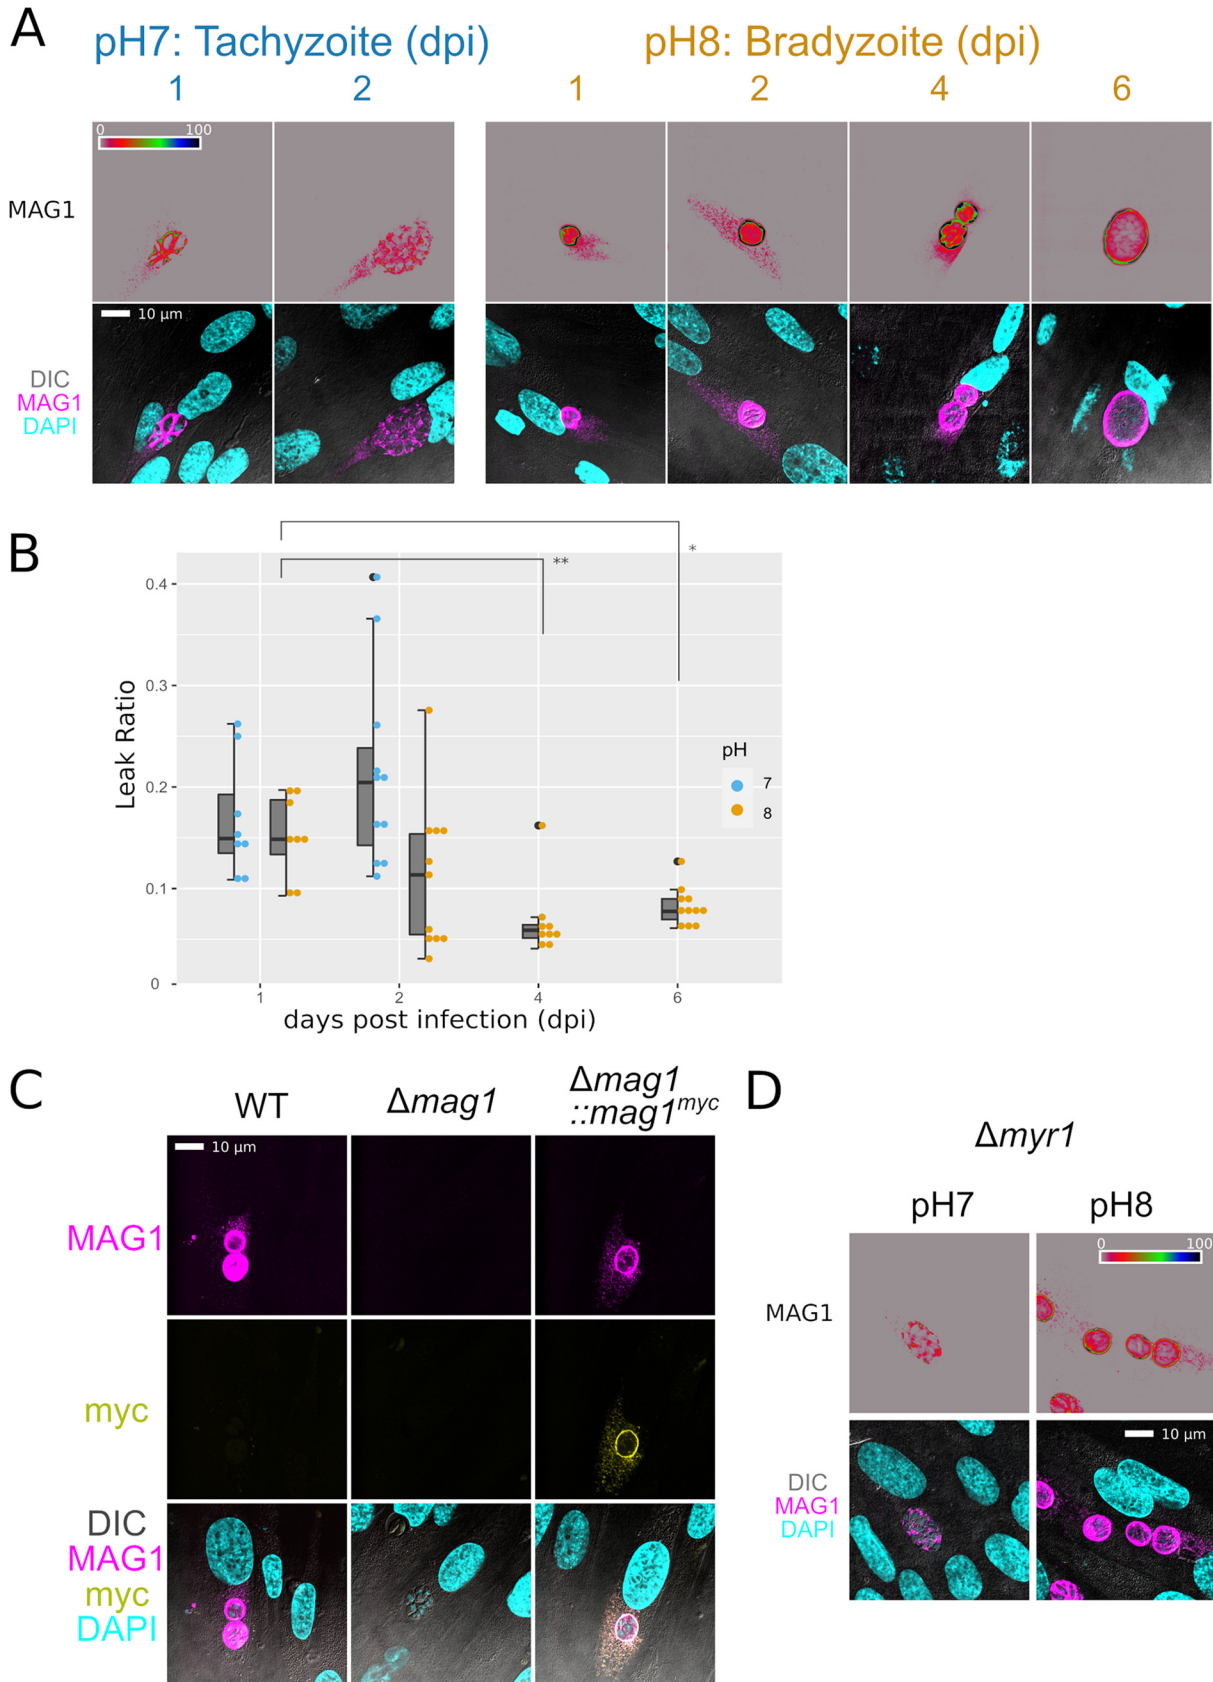 A
pH7: Tachyzoite (dpi)
pH8: Bradyzoite (dpi)
1
2
1
2
4
6
0
100
MAG1
10 µm
DIC
MAG1
DAPI
B
*
**
0.4
0.3
0.2
0.1
0
Leak Ratio
pH
7
8
1
2
4
6
days post infection (dpi)
C
WT
Δmag1
Δmag1
::mag1myc
10 µm
MAG1
myc
DIC
MAG1
myc
DAPI
D
Δmyr1
pH7
pH8
0
100
MAG1
10 µm
DIC
MAG1
DAPI